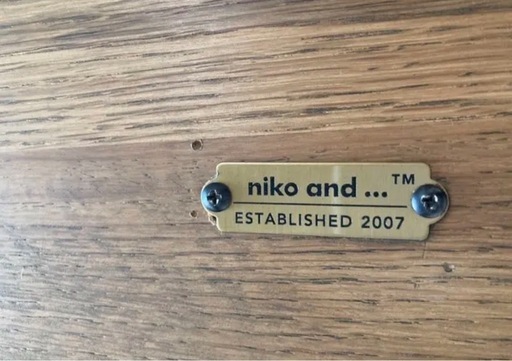 niko and ...™
ESTABLISHED 2007